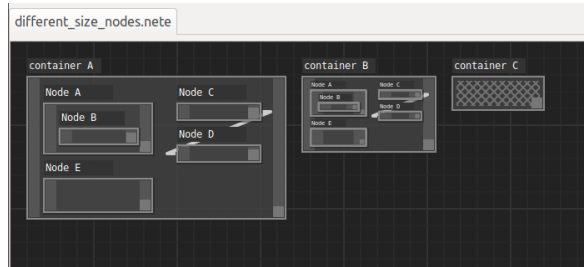 different_size_nodes.nete
container A
container B
container C
Node A
Node C
Node B
Node D
Node E
Node A
Node C
Node B
Node D
Node E